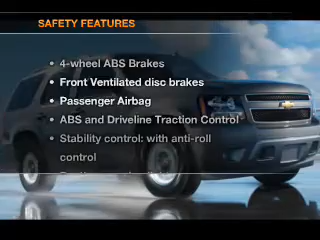 SAFETY FEATURES
• 4-wheel ABS Brakes
• Front Ventilated disc brakes
• Passenger Airbag
• ABS and Driveline Traction Control
• Stability control: with anti-roll
control